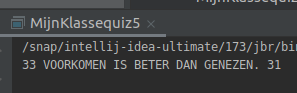 MijnKlassequiz5
MijnKlassequiz5
/snap/intellij-idea-ultimate/173/jbr/bin
33 VOORKOMEN IS BETER DAN GENEZEN. 31